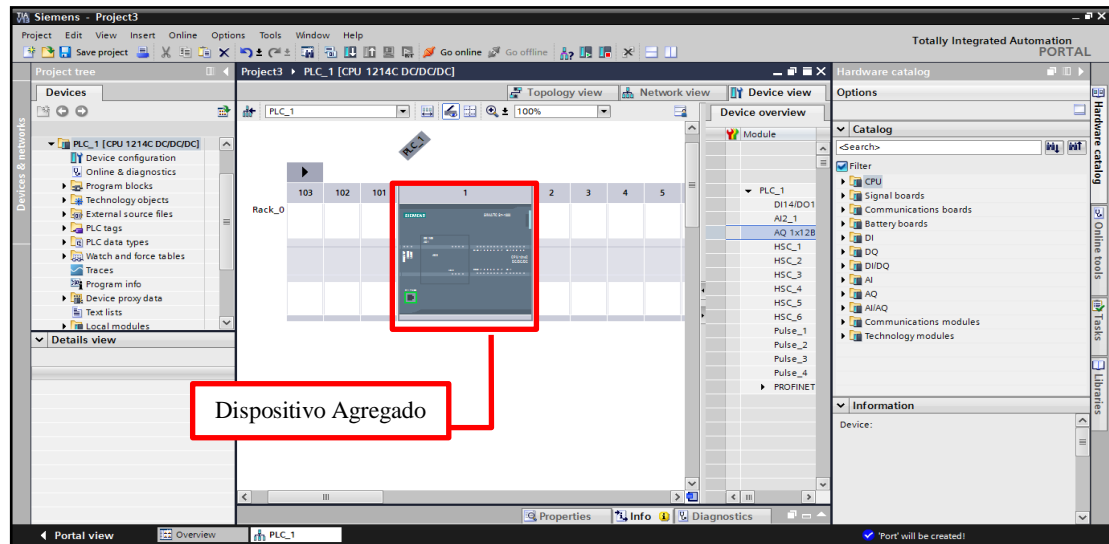 Siemens - Project3
Project Edit View Insert Online Options Tools Window Help
Save project
Go online
Go offline
Totally Integrated Automation
PORTAL
Project tree
Devices
PLC_1 [CPU 1214C DC/DC/DC]
Device configuration
Online & diagnostics
Program blocks
Technology objects
External source files
PLC tags
PLC data types
Watch and force tables
Traces
Program info
Device proxy data
Text lists
Local modules
Details view
Devices & networks
Project3 PLC_1 [CPU 1214C DC/DC/DC]
Topology view
Network view
Device view
PLC_1
100%
PLC_1
103 102 101 1 2 3 4 5
Rack_0
SIEMENS
Dispositivo Agregado
Device overview
Module
PLC_1
DI14/DO1
AI2_1
AQ 1x12B
HSC_1
HSC_2
HSC_3
HSC_4
HSC_5
HSC_6
Pulse_1
Pulse_2
Pulse_3
Pulse_4
PROFINET
Properties
Info
Diagnostics
Hardware catalog
Options
Catalog
<Search>
Filter
CPU
Signal boards
Communications boards
Battery boards
DI
DQ
DI/DQ
AI
AQ
AI/AQ
Communications modules
Technology modules
Information
Device:
Hardware catalog
Online tools
Tasks
Libraries
Portal view
Overview
PLC_1
'Port' will be created!